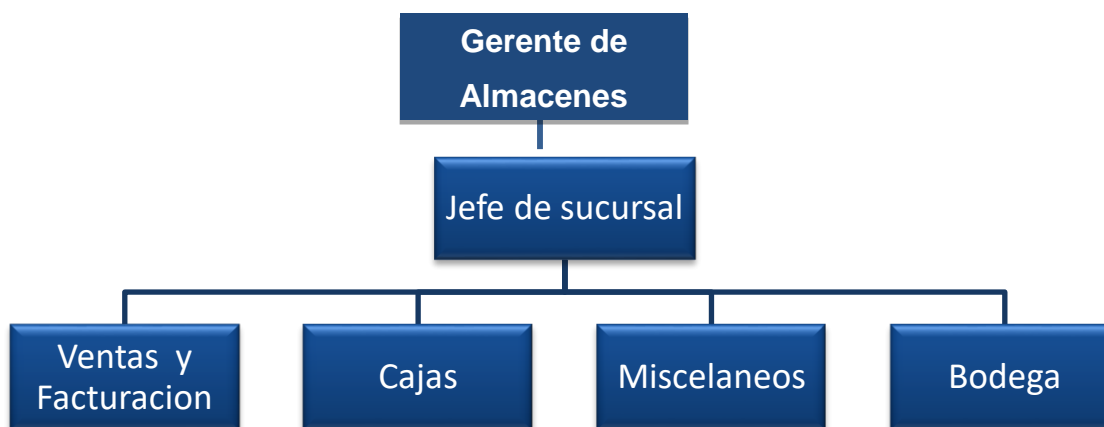 Gerente de
Almacenes
Jefe de sucursal
Ventas y
Facturacion
Cajas
Miscelaneos
Bodega